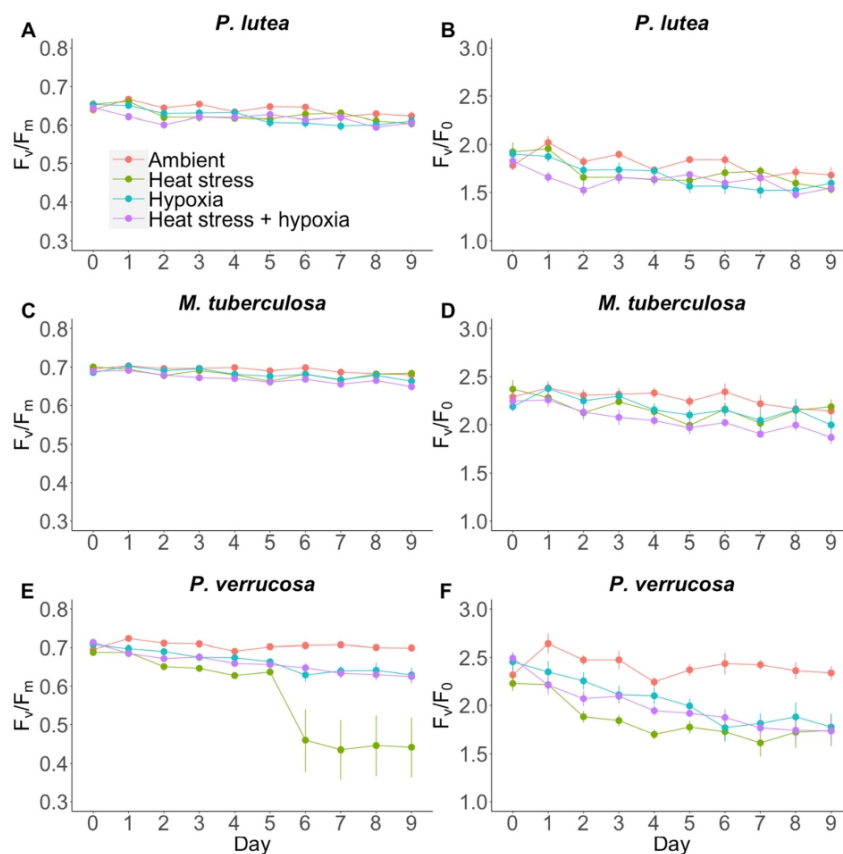 A P. lutea
0.8
0.7
0.6
0.5
0.4
0.3
Fv/Fm
Ambient
Heat stress
Hypoxia
Heat stress + hypoxia
0 1 2 3 4 5 6 7 8 9
B P. lutea
3.0
2.5
2.0
1.5
1.0
Fv/F0
0 1 2 3 4 5 6 7 8 9
C M. tuberculosa
0.8
0.7
0.6
0.5
0.4
0.3
Fv/Fm
0 1 2 3 4 5 6 7 8 9
D M. tuberculosa
3.0
2.5
2.0
1.5
1.0
Fv/F0
0 1 2 3 4 5 6 7 8 9
E P. verrucosa
0.8
0.7
0.6
0.5
0.4
0.3
Fv/Fm
0 1 2 3 4 5 6 7 8 9
Day
F P. verrucosa
3.0
2.5
2.0
1.5
1.0
Fv/F0
0 1 2 3 4 5 6 7 8 9
Day